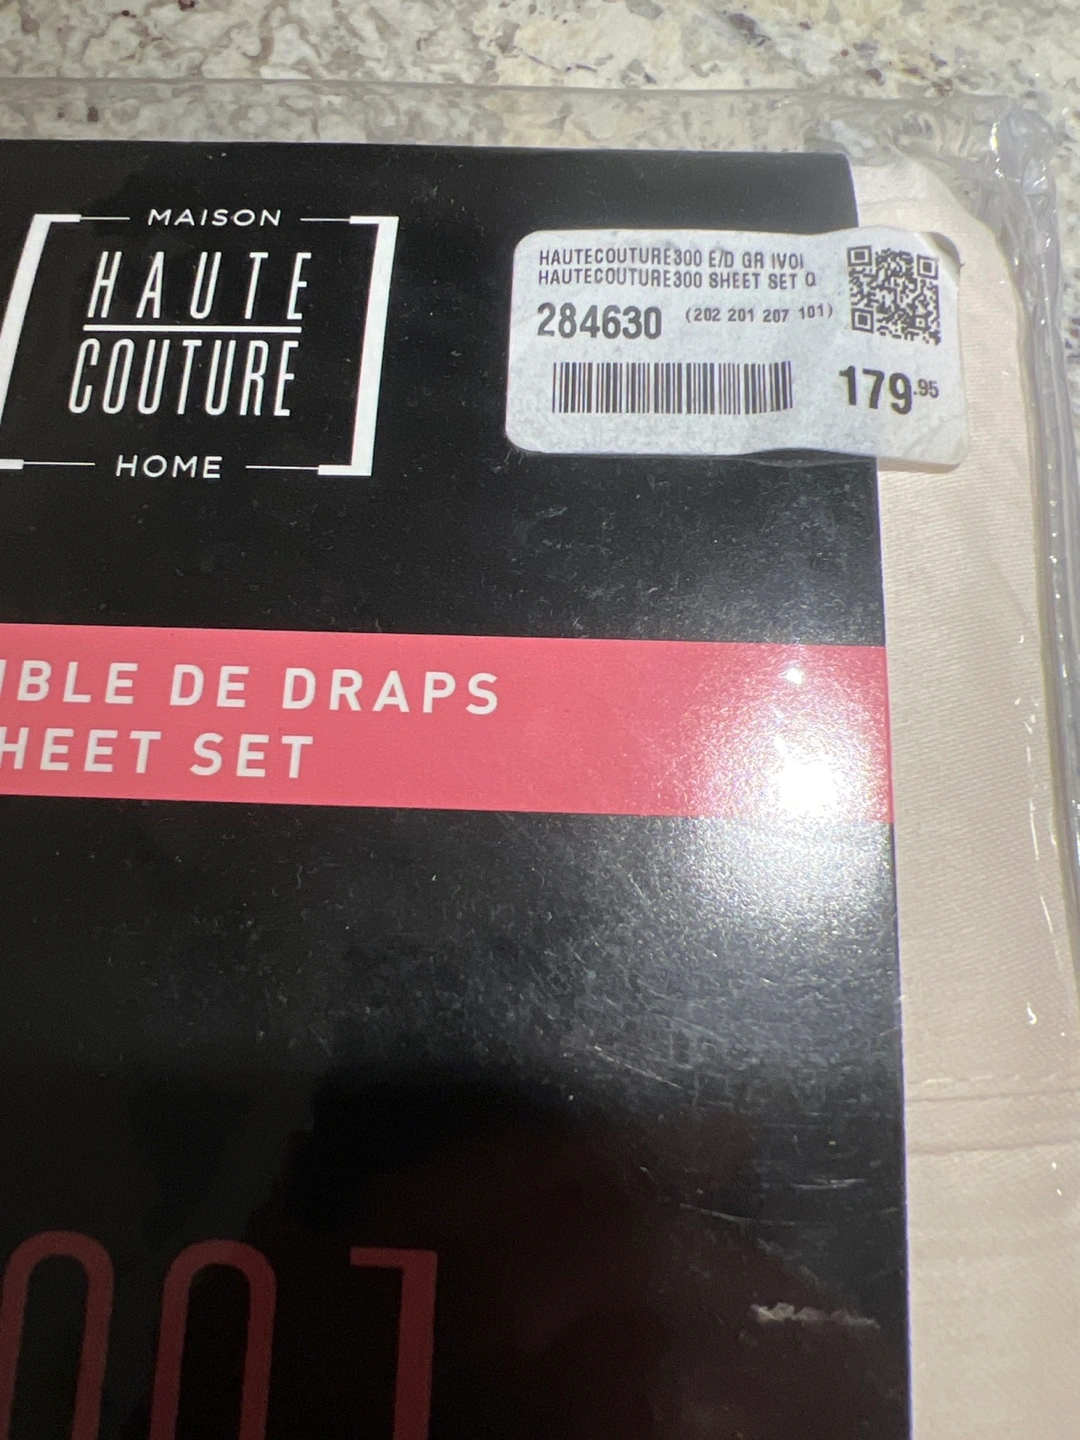 MAISON
HAUTE
COUTURE
HOME
HAUTECOUTURE300 E/D GR IVOI
HAUTECOUTURE300 SHEET SET Q
284630 (202 201 207 101)
179.95
BLE DE DRAPS
HEET SET